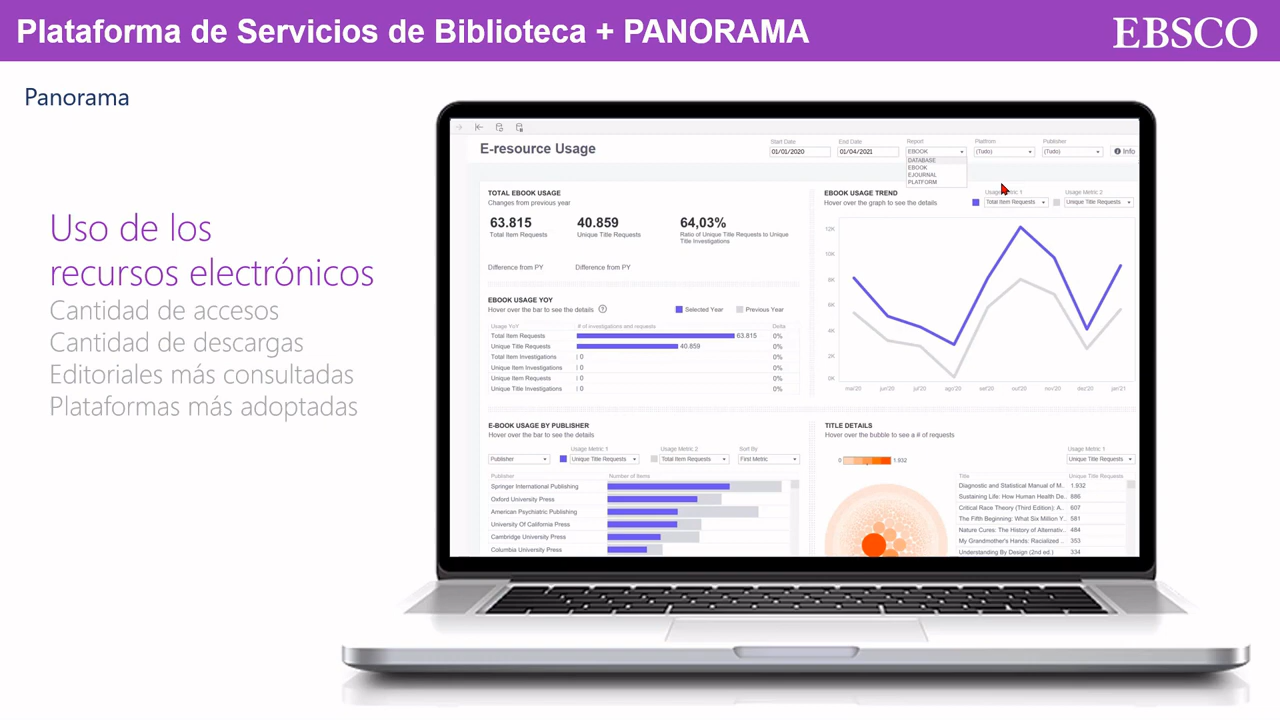 Plataforma de Servicios de Biblioteca + PANORAMA
EBSCO
Panorama
Uso de los
recursos electrónicos
Cantidad de accesos
Cantidad de descargas
Editoriales más consultadas
Plataformas más adoptadas
E-resource Usage
Start Date
End Date
Report
Platfrom
Publisher
01/01/2020
01/04/2021
EBOOK
(Tudo)
(Tudo)
Info
DATABASE
EBOOK
EJOURNAL
PLATFORM
TOTAL EBOOK USAGE
Changes from previous year
63.815
40.859
64,03%
Total Item Requests
Unique Title Requests
Ratio of Unique Title Requests to Unique
Title Investigations
Difference from PY
Difference from PY
EBOOK USAGE TREND
Hover over the graph to see the details
Usage Metric 1
Usage Metric 2
Total Item Requests
Unique Title Requests
12K
10K
8K
6K
4K
2K
0K
mai/20
jun/20
jul/20
ago/20
set/20
out/20
nov/20
dez/20
jan/21
EBOOK USAGE YOY
Hover over the bar to see the details
?
Selected Year
Previous Year
Usage YoY
# of investigations and requests
Delta
Total Item Requests 63.815 0%
Unique Title Requests 40.859 0%
Total Item Investigations 0 0%
Unique Item Investigations 0 0%
Unique Item Requests 0 0%
Unique Title Investigations 0 0%
E-BOOK USAGE BY PUBLISHER
Hover over the bar to see the details
Usage Metric 1
Usage Metric 2
Sort By
Publisher
Unique Title Requests
Total Item Requests
First Metric
Publisher
Number of Items
Springer International Publishing
Oxford University Press
American Psychiatric Publishing
University Of California Press
Cambridge University Press
Columbia University Press
TITLE DETAILS
Hover over the bubble to see a # of requests
Usage Metric 1
0
1.932
Unique Title Requests
Title
Unique Title Requests
Diagnostic and Statistical Manual of M.. 1.932
Sustaining Life: How Human Health De.. 886
Critical Race Theory (Third Edition): A.. 607
The Fifth Beginning: What Six Million Y.. 581
Nature Cures: The History of Alternativ.. 484
My Grandmother's Hands: Racialized .. 353
Understanding By Design (2nd ed.) 334